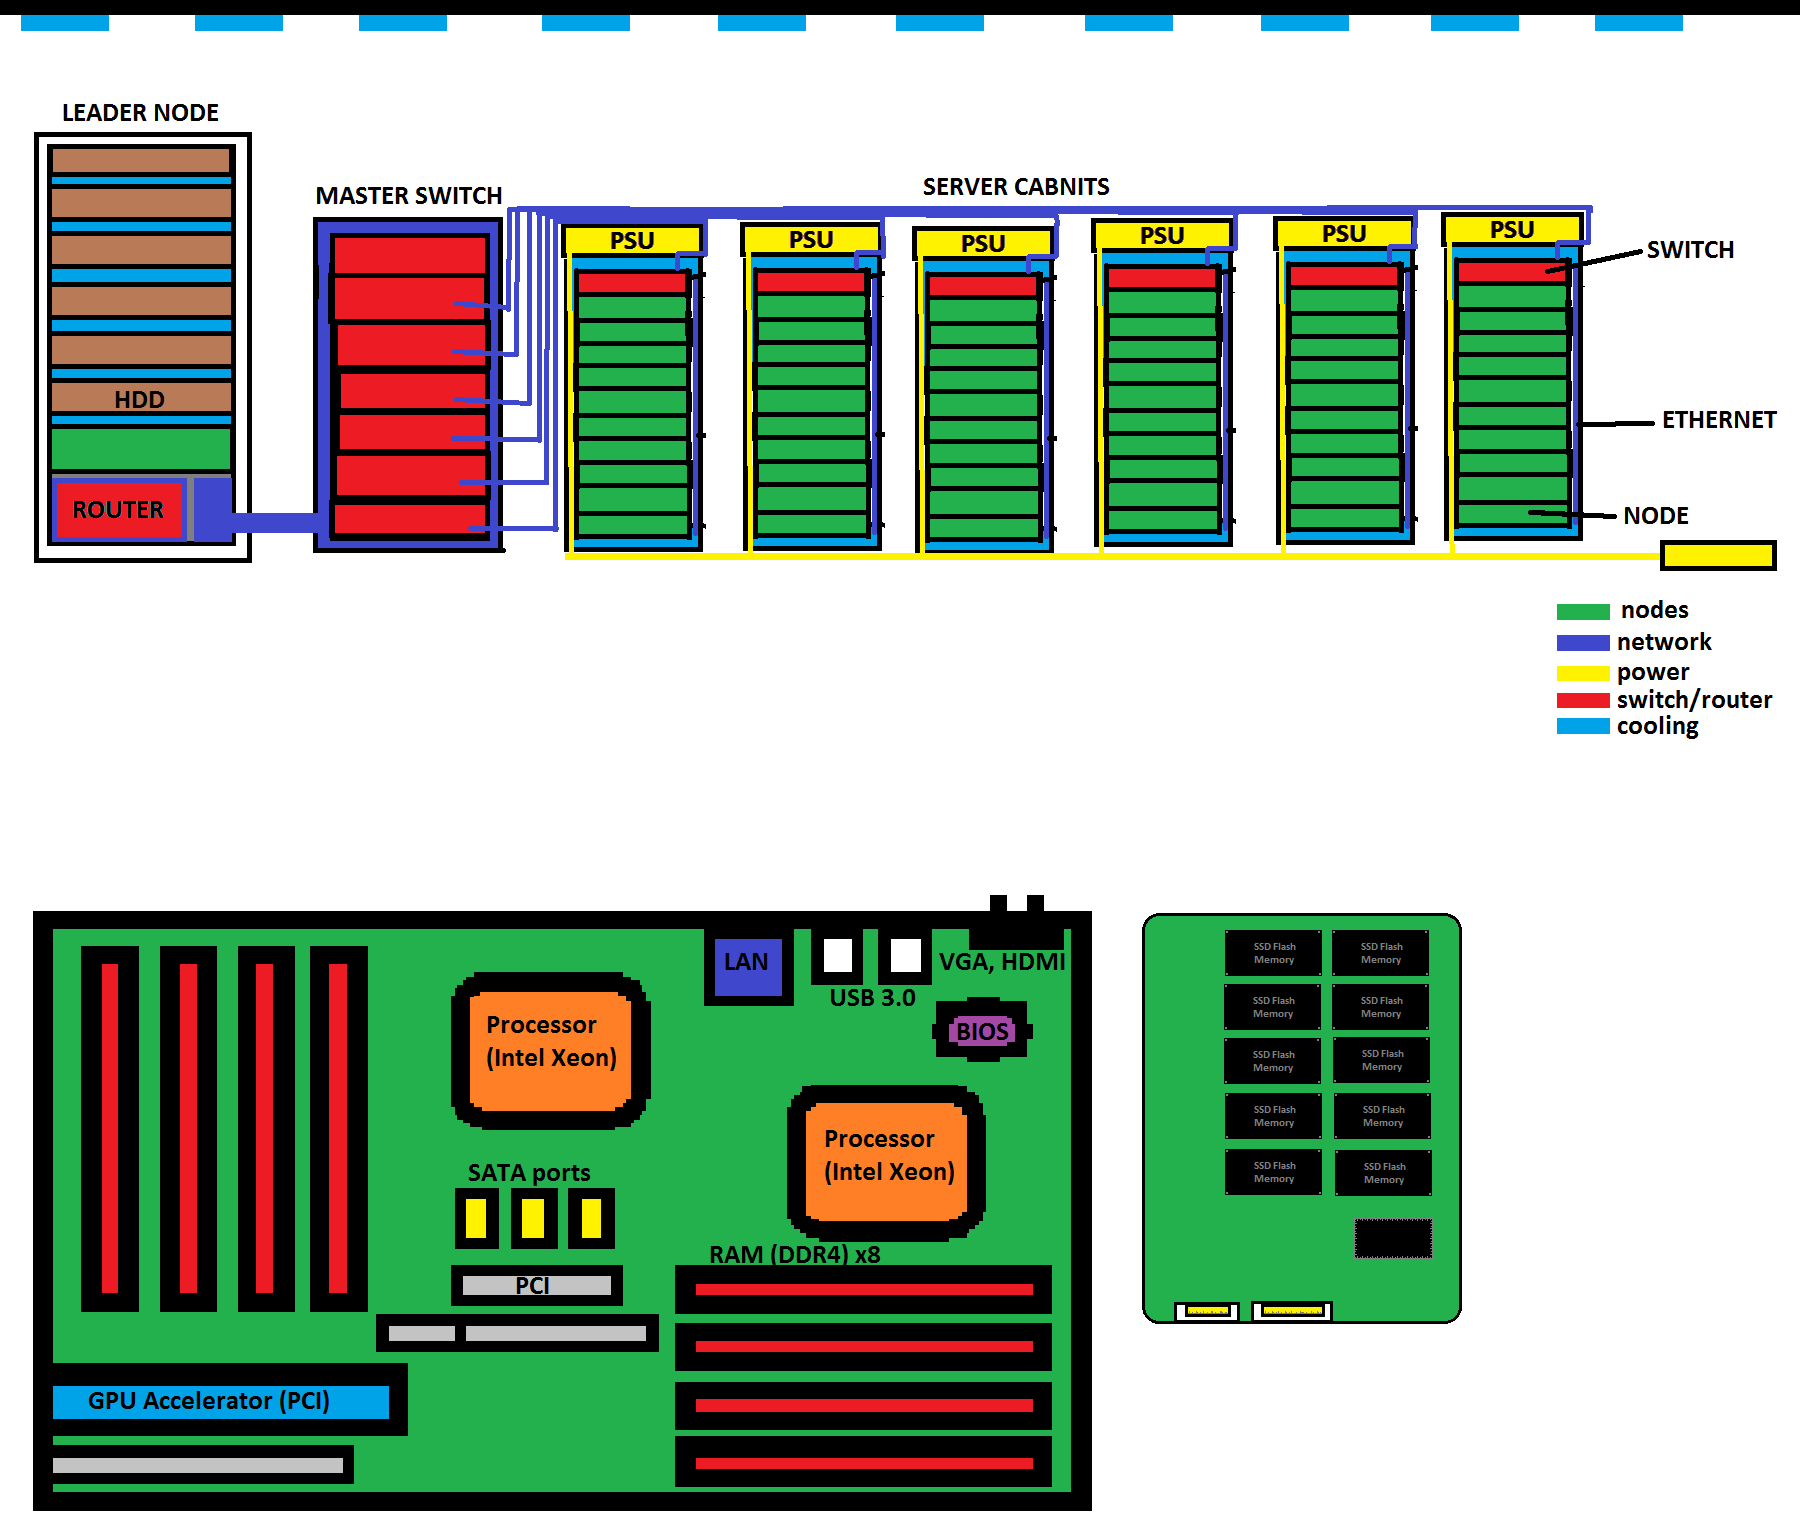 LEADER NODE
MASTER SWITCH
SERVER CABNITS
PSU
PSU
PSU
PSU
PSU
PSU
SWITCH
HDD
ETHERNET
ROUTER
NODE
nodes
network
power
switch/router
cooling
LAN
VGA, HDMI
USB 3.0
BIOS
Processor
(Intel Xeon)
Processor
(Intel Xeon)
SATA ports
RAM (DDR4) x8
PCI
GPU Accelerator (PCI)
SSD Flash
Memory
SSD Flash
Memory
SSD Flash
Memory
SSD Flash
Memory
SSD Flash
Memory
SSD Flash
Memory
SSD Flash
Memory
SSD Flash
Memory
SSD Flash
Memory
SSD Flash
Memory